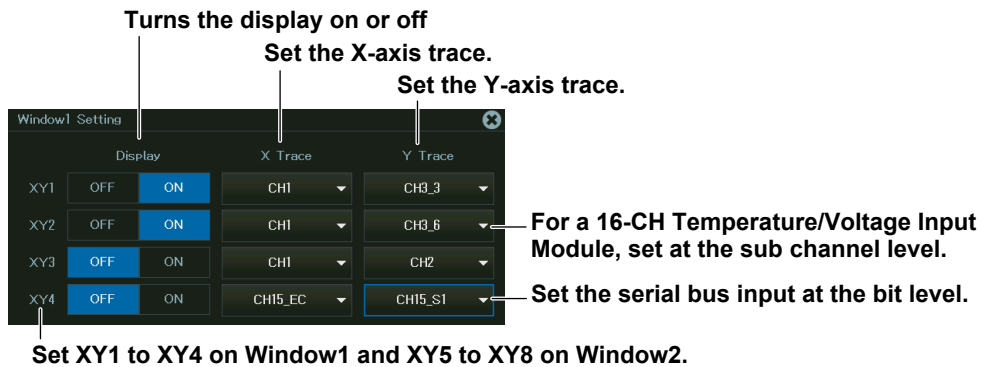 Turns the display on or off
Set the X-axis trace.
Set the Y-axis trace.
Window1 Setting
Display X Trace Y Trace
XY1 OFF ON CH1 CH3_3
XY2 OFF ON CH1 CH3_6
For a 16-CH Temperature/Voltage Input
Module, set at the sub channel level.
XY3 OFF ON CH1 CH2
XY4 OFF ON CH15_EC CH15_S1
Set the serial bus input at the bit level.
Set XY1 to XY4 on Window1 and XY5 to XY8 on Window2.